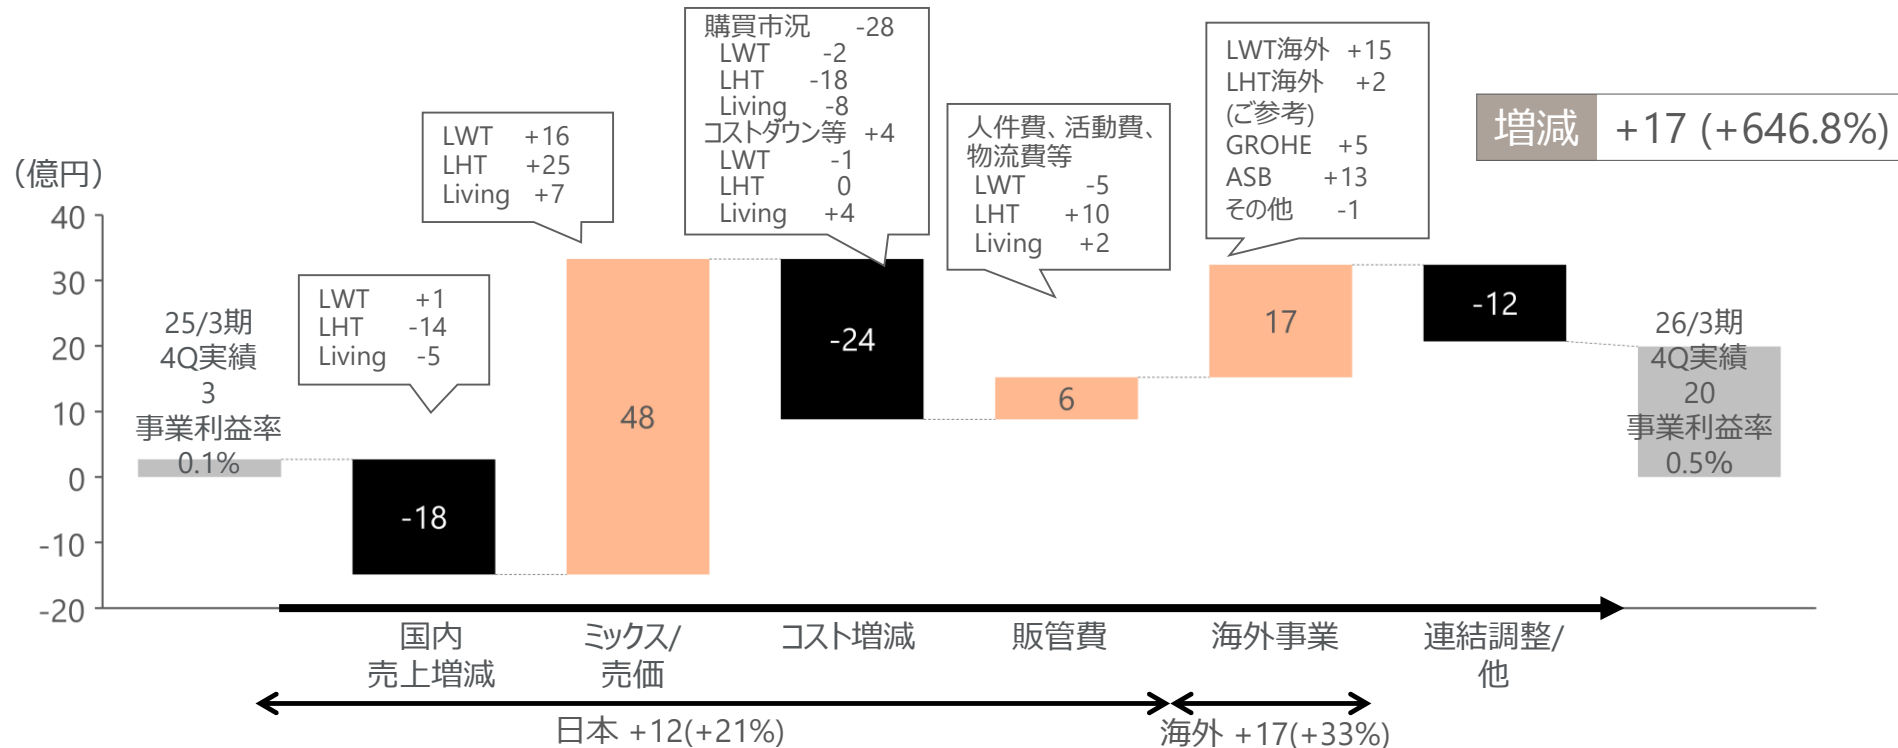 購買市況 -28
LWT -2
LHT -18
Living -8
コストダウン等 +4
LWT -1
LHT 0
Living +4
LWT海外 +15
LHT海外 +2
(ご参考)
GROHE +5
ASB +13
その他 -1
増減 +17 (+646.8%)
LWT +16
LHT +25
Living +7
人件費、活動費、
物流費等
LWT -5
LHT +10
Living +2
（億円）
LWT +1
LHT -14
Living -5
40
30
20
10
0
-10
-20
25/3期
4Q実績
3
事業利益率
0.1%
-18
48
-24
6
17
-12
26/3期
4Q実績
20
事業利益率
0.5%
国内
売上増減
ミックス/
売価
コスト増減
販管費
海外事業
連結調整/
他
日本 +12(+21%)
海外 +17(+33%)